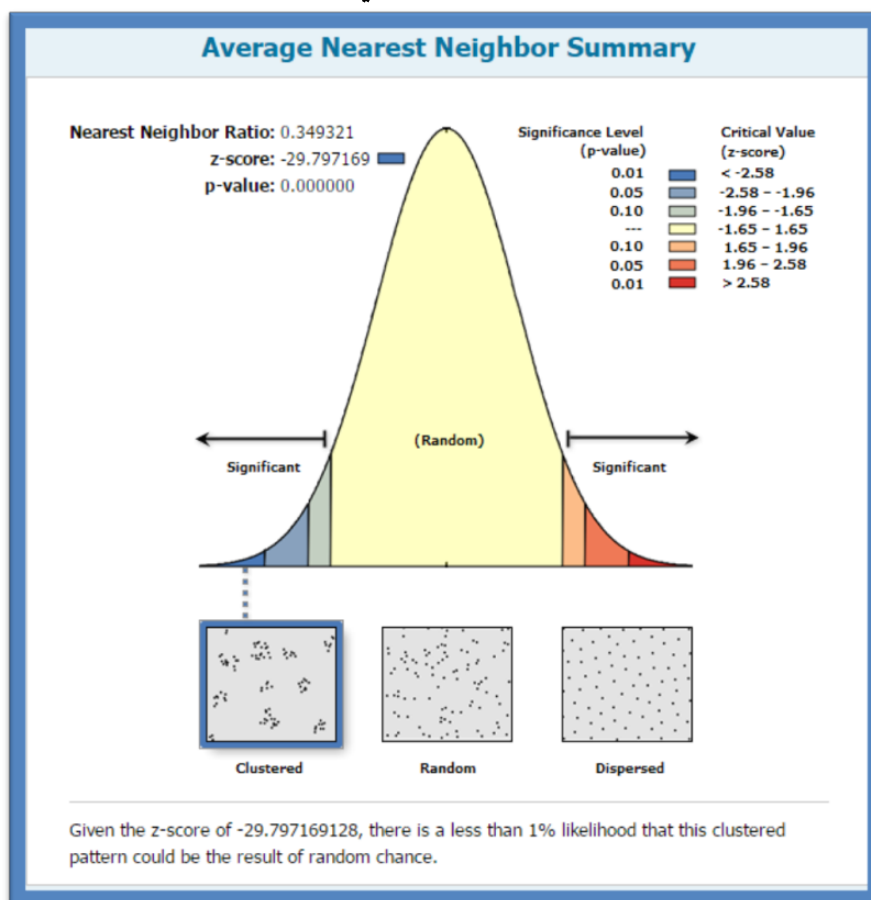 Average Nearest Neighbor Summary
Nearest Neighbor Ratio: 0.349321
z-score: -29.797169
p-value: 0.000000
Significance Level (p-value)
Critical Value (z-score)
0.01 < -2.58
0.05 -2.58 – -1.96
0.10 -1.96 – -1.65
--- -1.65 – 1.65
0.10 1.65 – 1.96
0.05 1.96 – 2.58
0.01 > 2.58
(Random)
Significant
Significant
Clustered
Random
Dispersed
Given the z-score of -29.797169128, there is a less than 1% likelihood that this clustered
pattern could be the result of random chance.